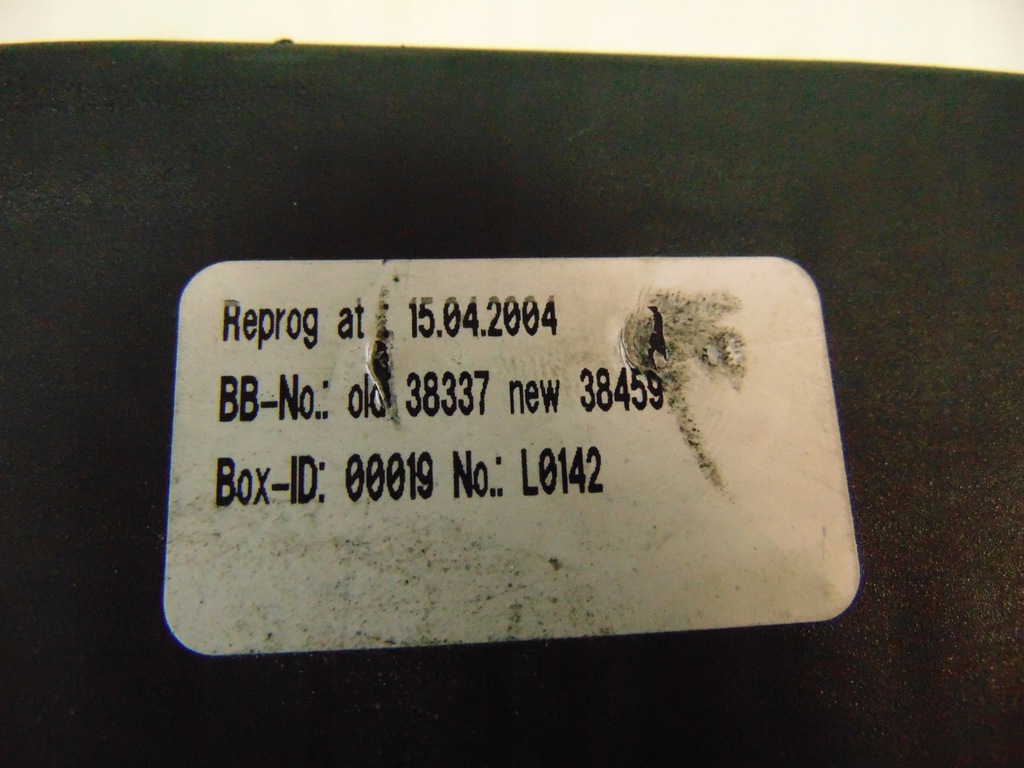 Reprog at : 15.04.2004
BB-No.: old 38337 new 38459
Box-ID: 00019 No.: L0142